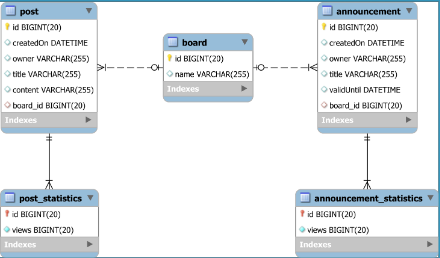 post
id BIGINT(20)
createdOn DATETIME
owner VARCHAR(255)
title VARCHAR(255)
content VARCHAR(255)
board_id BIGINT(20)
Indexes
board
id BIGINT(20)
name VARCHAR(255)
Indexes
announcement
id BIGINT(20)
createdOn DATETIME
owner VARCHAR(255)
title VARCHAR(255)
validUntil DATETIME
board_id BIGINT(20)
Indexes
post_statistics
id BIGINT(20)
views BIGINT(20)
Indexes
announcement_statistics
id BIGINT(20)
views BIGINT(20)
Indexes